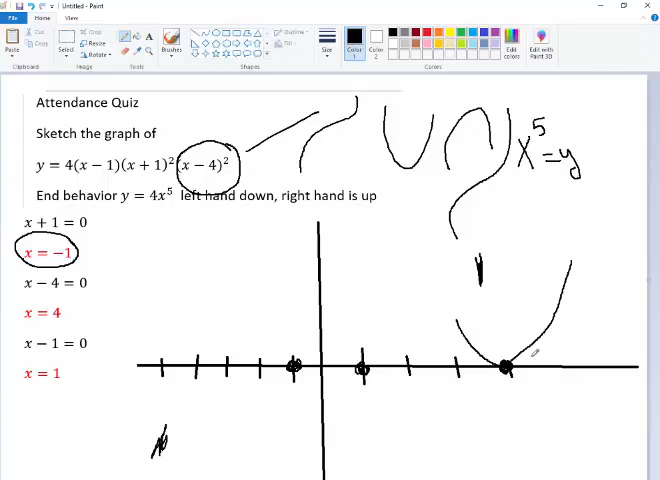 Untitled - Paint
File Home View
Paste Cut Copy Clipboard
Select Crop Resize Rotate Image
Tools
Shapes Outline Fill
Size
Color 1 Color 2 Colors
Edit colors
Edit with Paint 3D
Attendance Quiz
Sketch the graph of
y = 4(x − 1)(x + 1)² (x − 4)²
End behavior y = 4x⁵ left hand down, right hand is up
x + 1 = 0
x = −1
x − 4 = 0
x = 4
x − 1 = 0
x = 1
x⁵ = y